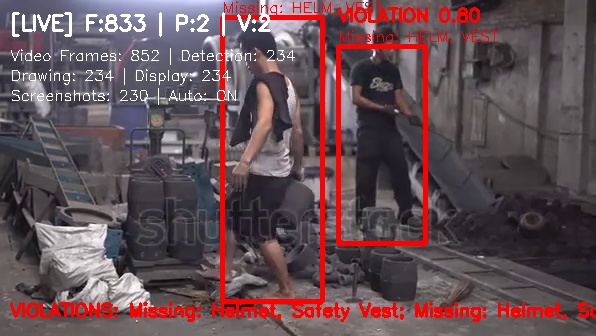 [LIVE] F:833 | P:2 | V:2
Missing: HELM, VEST
VIOLATION 0.80
Missing: HELM, VEST
Video Frames: 852 | Detection: 234
Drawing: 234 | Display: 234
Screenshots: 230 | Auto: ON
shutterstock
VIOLATIONS: Missing: Helmet, Safety Vest; Missing: Helmet, Sa